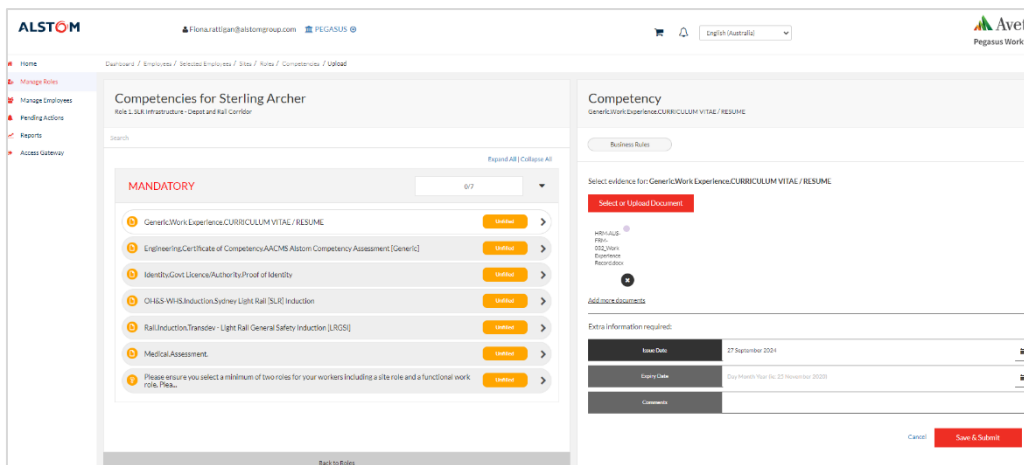 ALSTOM
Fiona.rattigan@alstomgroup.com PEGASUS
English (Australia)
Avet
Pegasus Work
Home
Manage Roles
Manage Employees
Pending Actions
Reports
Access Gateway
Dashboard / Employees / Selected Employees / Sites / Roles / Competencies / Upload
Competencies for Sterling Archer
Role 1. SLR Infrastructure - Depot and Rail Corridor
Search
Expand All | Collapse All
MANDATORY
0/7
Generic.Work Experience.CURRICULUM VITAE / RESUME
Unfilled
Engineering.Certificate of Competency.AACMS Alstom Competency Assessment [Generic]
Unfilled
Identity.Govt Licence/Authority.Proof of Identity
Unfilled
OH&S-WHS.Induction.Sydney Light Rail [SLR] Induction
Unfilled
Rail.Induction.Transdev - Light Rail General Safety Induction [LRGSI]
Unfilled
Medical.Assessment.
Unfilled
Please ensure you select a minimum of two roles for your workers including a site role and a functional work
role. Plea...
Unfilled
Back to Roles
Competency
Generic.Work Experience.CURRICULUM VITAE / RESUME
Business Rules
Select evidence for: Generic.Work Experience.CURRICULUM VITAE / RESUME
Select or Upload Document
HRM-AUS-
FRM-
032_Work
Experience
Record.docx
Add more documents
Extra information required:
Issue Date
27 September 2024
Expiry Date
Day Month Year (ie. 25 November 2020)
Comments
Cancel
Save & Submit